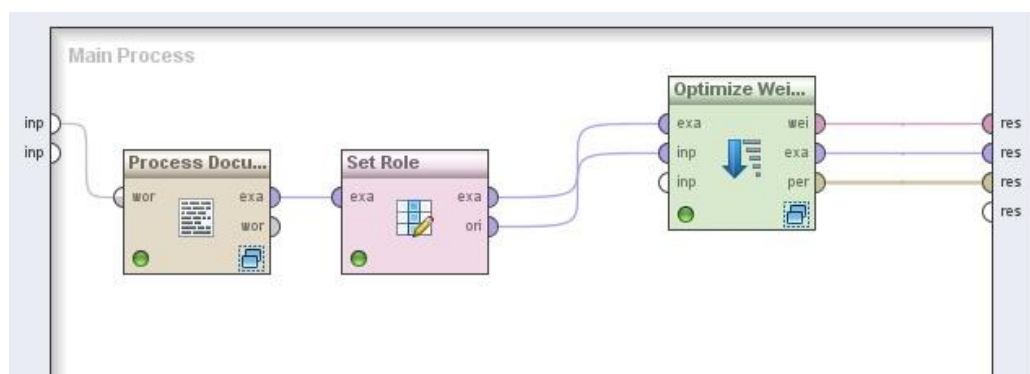 Main Process
Optimize Wei...
inp
exa
wei
res
inp
inp
exa
res
Process Docu...
Set Role
inp
per
res
wor
exa
exa
exa
res
wor
ori